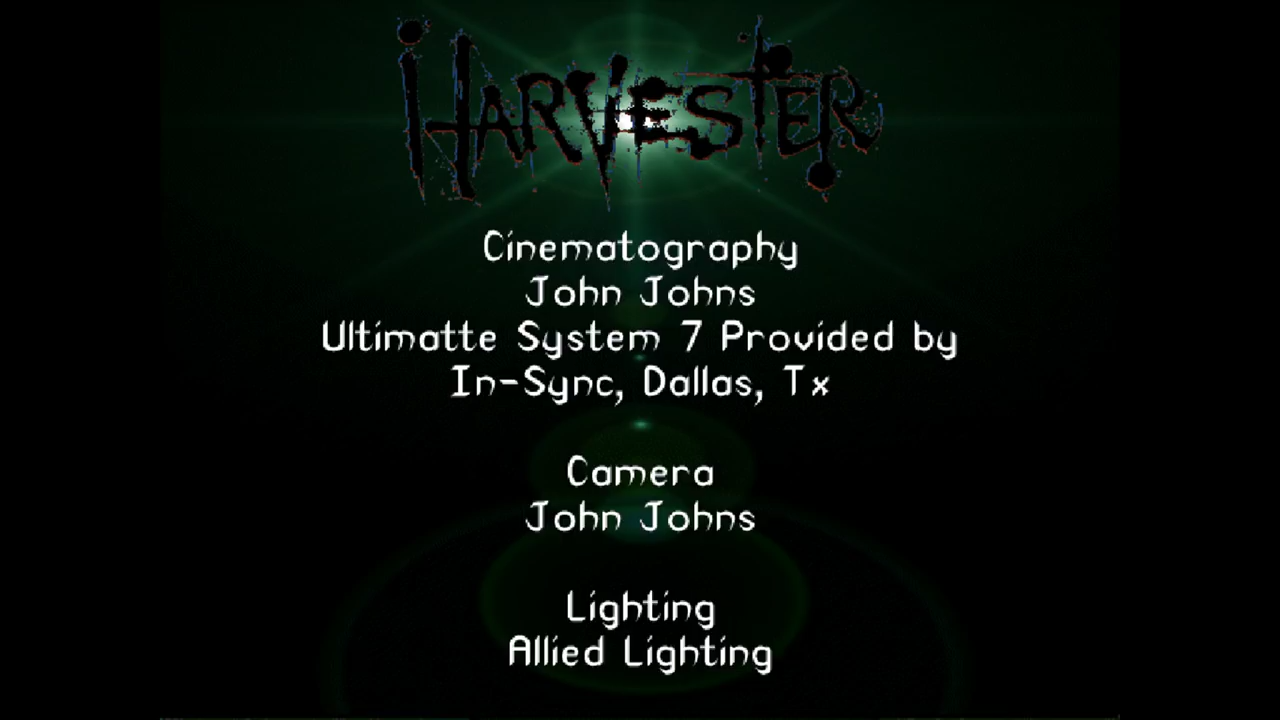 HARVESTER
Cinematography
John Johns
Ultimatte System 7 Provided by
In-Sync, Dallas, Tx
Camera
John Johns
Lighting
Allied Lighting